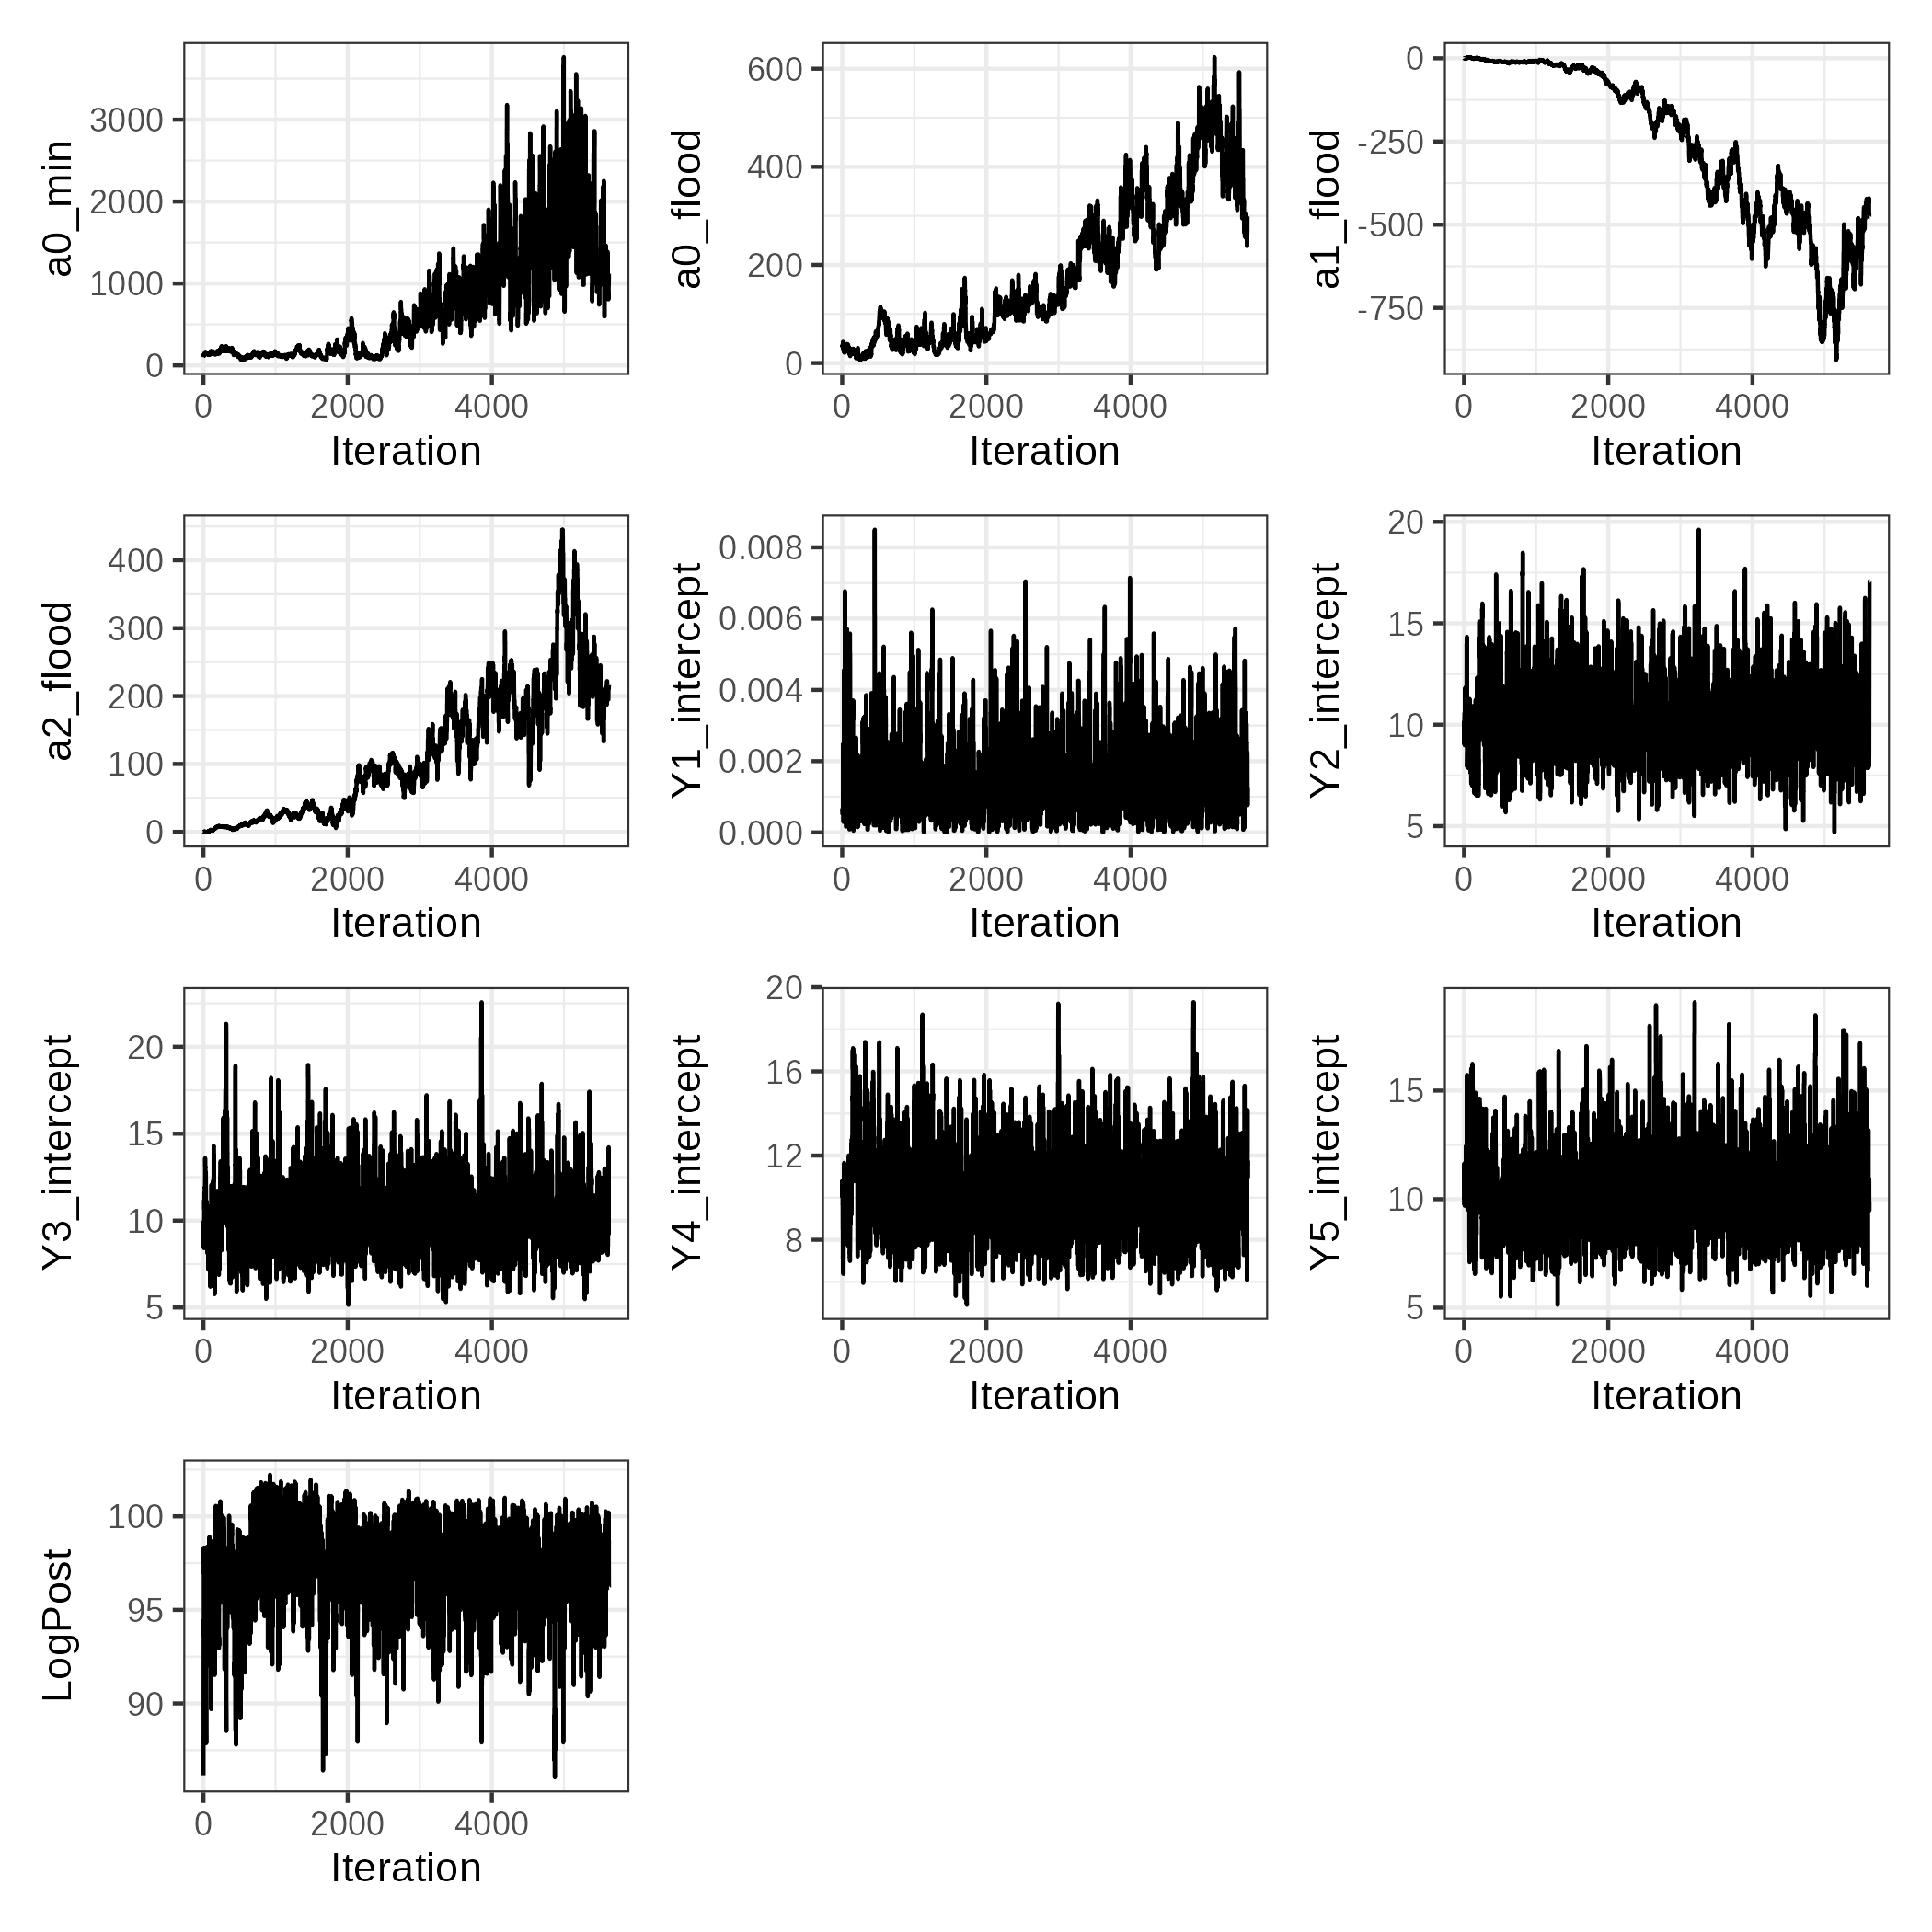 a0_min
3000
2000
1000
0
0 2000 4000
Iteration
a0_flood
600
400
200
0
0 2000 4000
Iteration
a1_flood
0
-250
-500
-750
0 2000 4000
Iteration
a2_flood
400
300
200
100
0
0 2000 4000
Iteration
Y1_intercept
0.008
0.006
0.004
0.002
0.000
0 2000 4000
Iteration
Y2_intercept
20
15
10
5
0 2000 4000
Iteration
Y3_intercept
20
15
10
5
0 2000 4000
Iteration
Y4_intercept
20
16
12
8
0 2000 4000
Iteration
Y5_intercept
15
10
5
0 2000 4000
Iteration
LogPost
100
95
90
0 2000 4000
Iteration